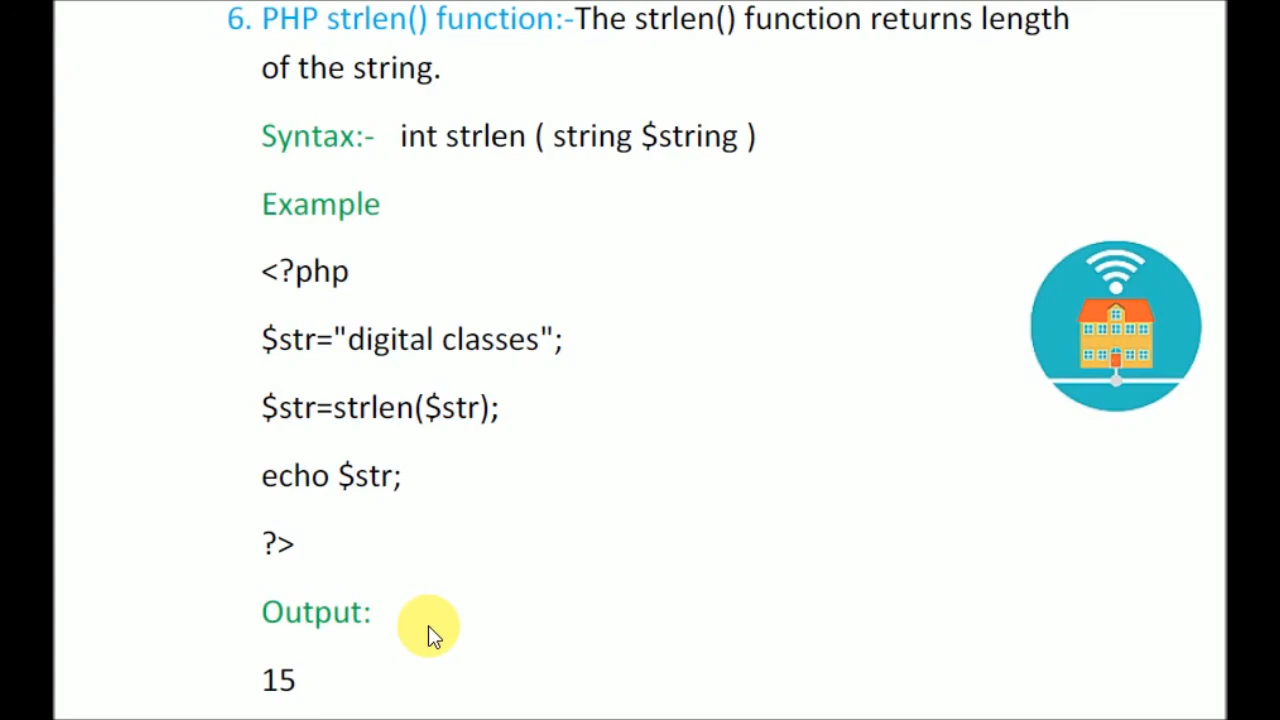 6. PHP strlen() function:-The strlen() function returns length
of the string.
Syntax:- int strlen ( string $string )
Example
<?php
$str="digital classes";
$str=strlen($str);
echo $str;
?>
Output:
15